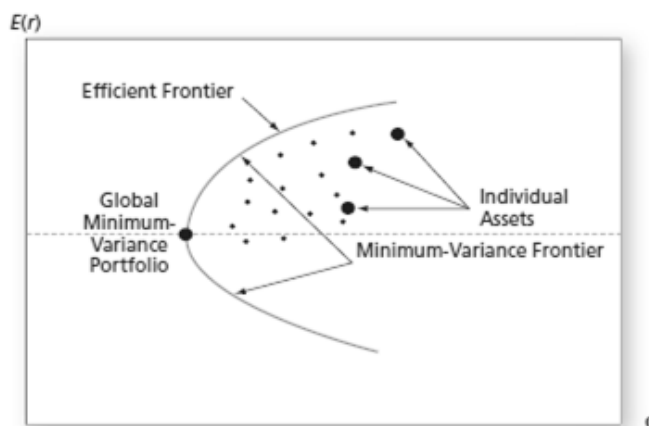 E(r)
Efficient Frontier
Global
Minimum-
Variance
Portfolio
Individual
Assets
Minimum-Variance Frontier